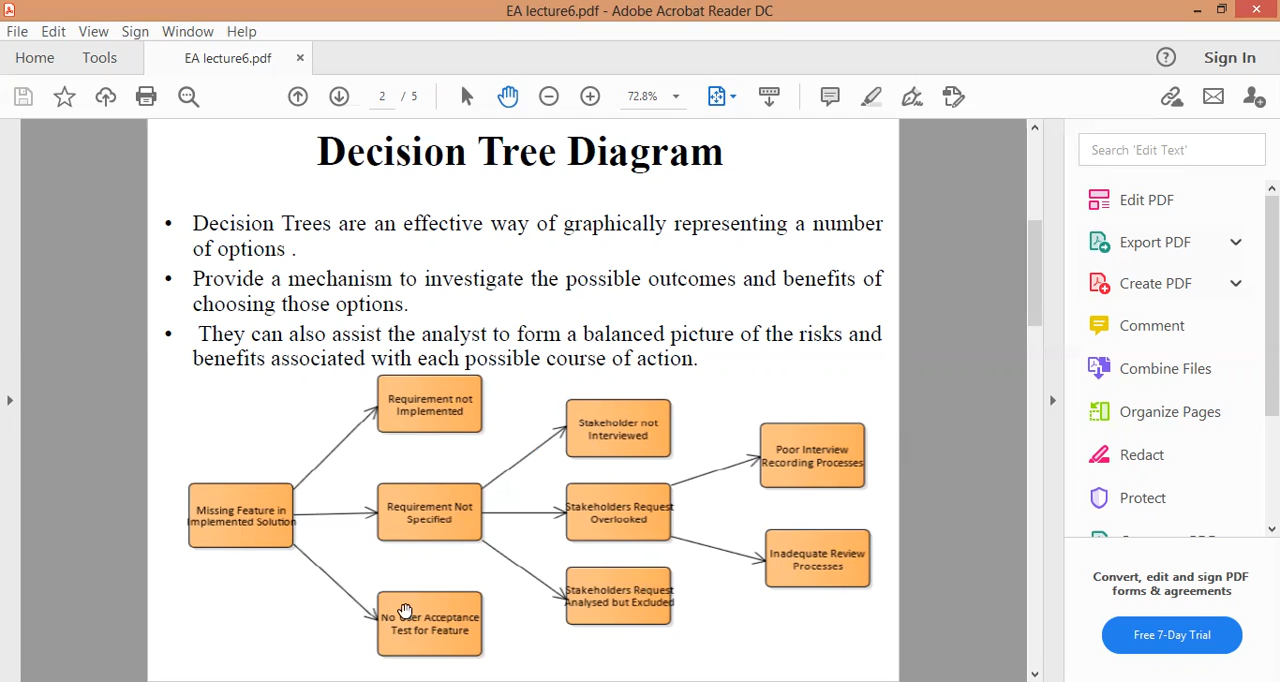 EA lecture6.pdf - Adobe Acrobat Reader DC
File Edit View Sign Window Help
Home Tools EA lecture6.pdf × ? Sign In
2 / 5 72.8%
Decision Tree Diagram
• Decision Trees are an effective way of graphically representing a number
of options .
• Provide a mechanism to investigate the possible outcomes and benefits of
choosing those options.
• They can also assist the analyst to form a balanced picture of the risks and
benefits associated with each possible course of action.
Requirement not
Implemented
Stakeholder not
Interviewed
Poor Interview
Recording Processes
Missing Feature in
Implemented Solution
Requirement Not
Specified
Stakeholders Request
Overlooked
Inadequate Review
Processes
Stakeholders Request
Analysed but Excluded
No User Acceptance
Test for Feature
Search 'Edit Text'
Edit PDF
Export PDF
Create PDF
Comment
Combine Files
Organize Pages
Redact
Protect
Convert, edit and sign PDF
forms & agreements
Free 7-Day Trial